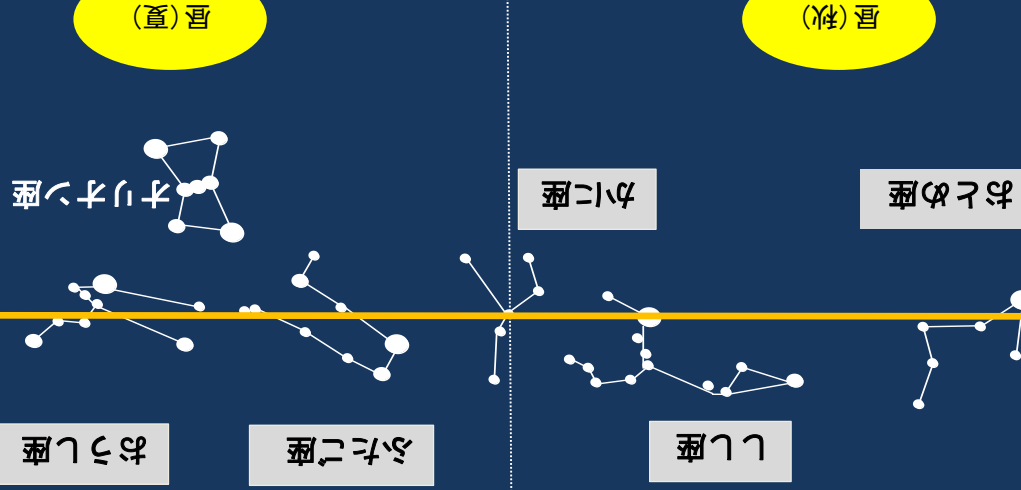 しし座
ふたご座
おうし座
おとめ座
かに座
オリオン座
昼(秋)
昼(夏)